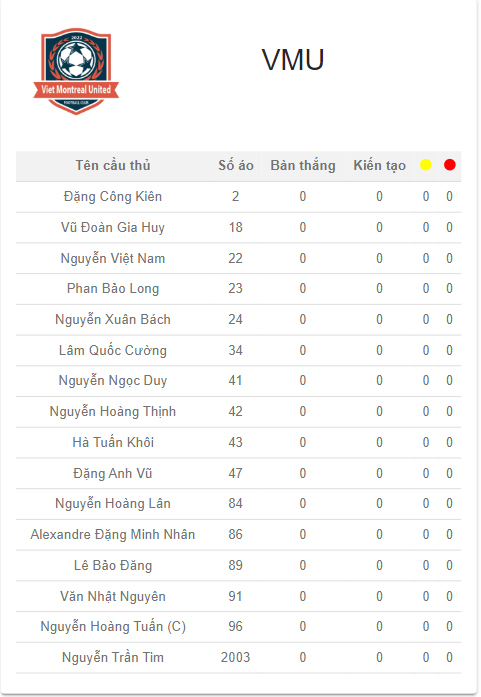 2022
Viet Montreal United
FOOTBALL CLUB
VMU
Tên cầu thủ Số áo Bàn thắng Kiến tạo
Đặng Công Kiên 2 0 0 0 0
Vũ Đoàn Gia Huy 18 0 0 0 0
Nguyễn Việt Nam 22 0 0 0 0
Phan Bảo Long 23 0 0 0 0
Nguyễn Xuân Bách 24 0 0 0 0
Lâm Quốc Cường 34 0 0 0 0
Nguyễn Ngọc Duy 41 0 0 0 0
Nguyễn Hoàng Thịnh 42 0 0 0 0
Hà Tuấn Khôi 43 0 0 0 0
Đặng Anh Vũ 47 0 0 0 0
Nguyễn Hoàng Lân 84 0 0 0 0
Alexandre Đặng Minh Nhân 86 0 0 0 0
Lê Bảo Đăng 89 0 0 0 0
Văn Nhật Nguyên 91 0 0 0 0
Nguyễn Hoàng Tuấn (C) 96 0 0 0 0
Nguyễn Trần Tim 2003 0 0 0 0